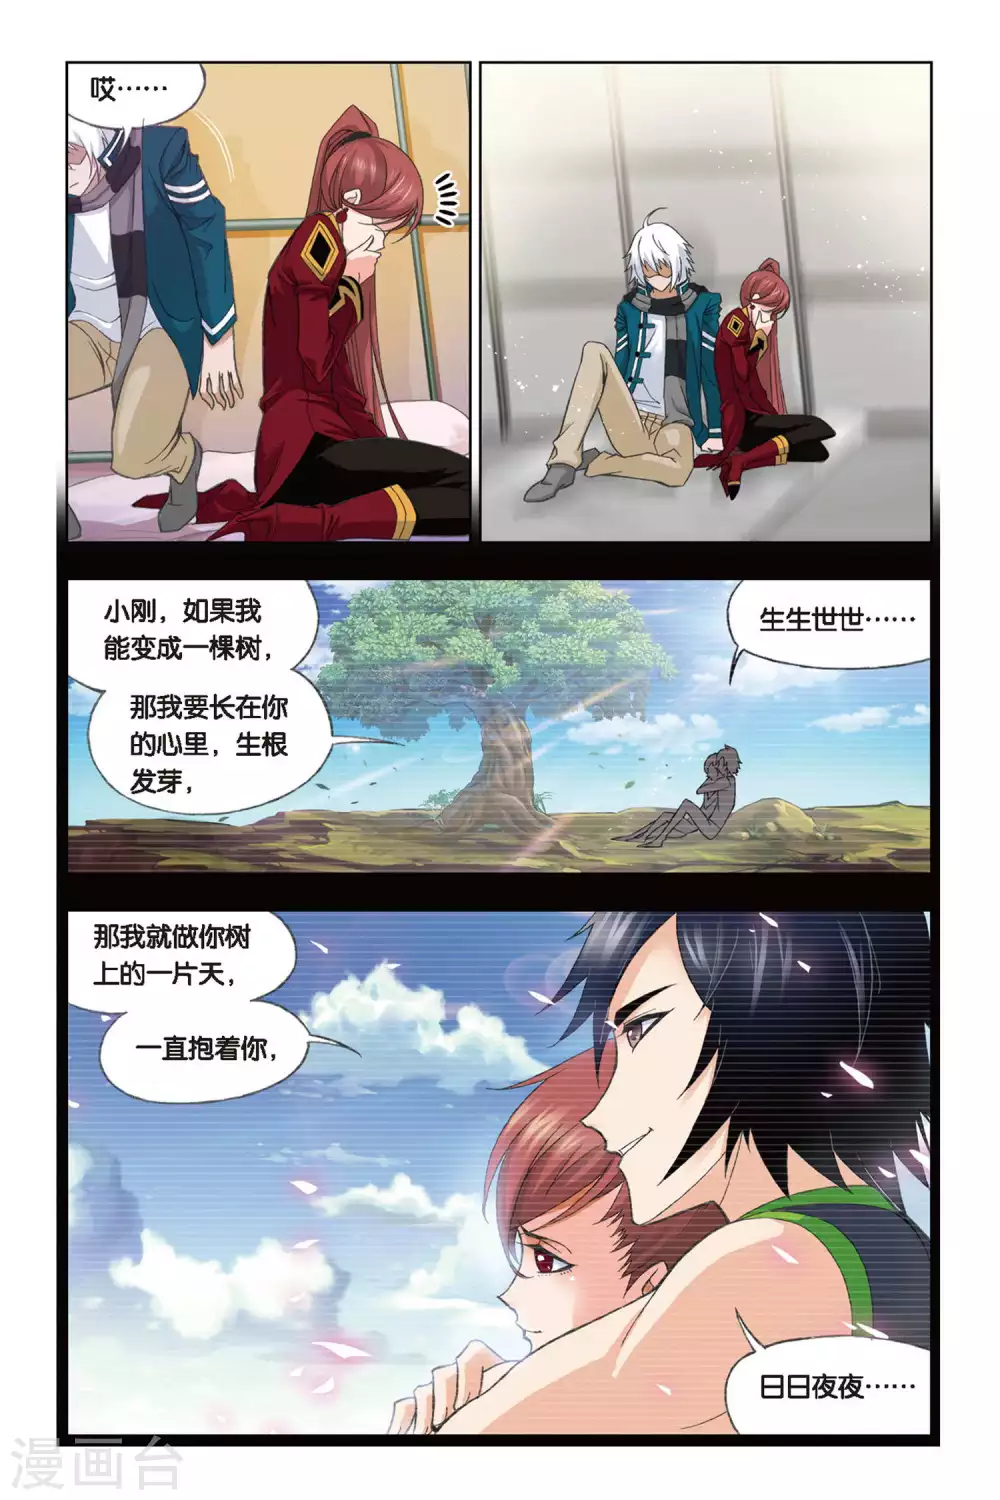 哎……
小刚，如果我
能变成一棵树，
那我要长在你
的心里，生根
发芽，
生生世世……
那我就做你树
上的一片天，
一直抱着你，
日日夜夜……
漫画台